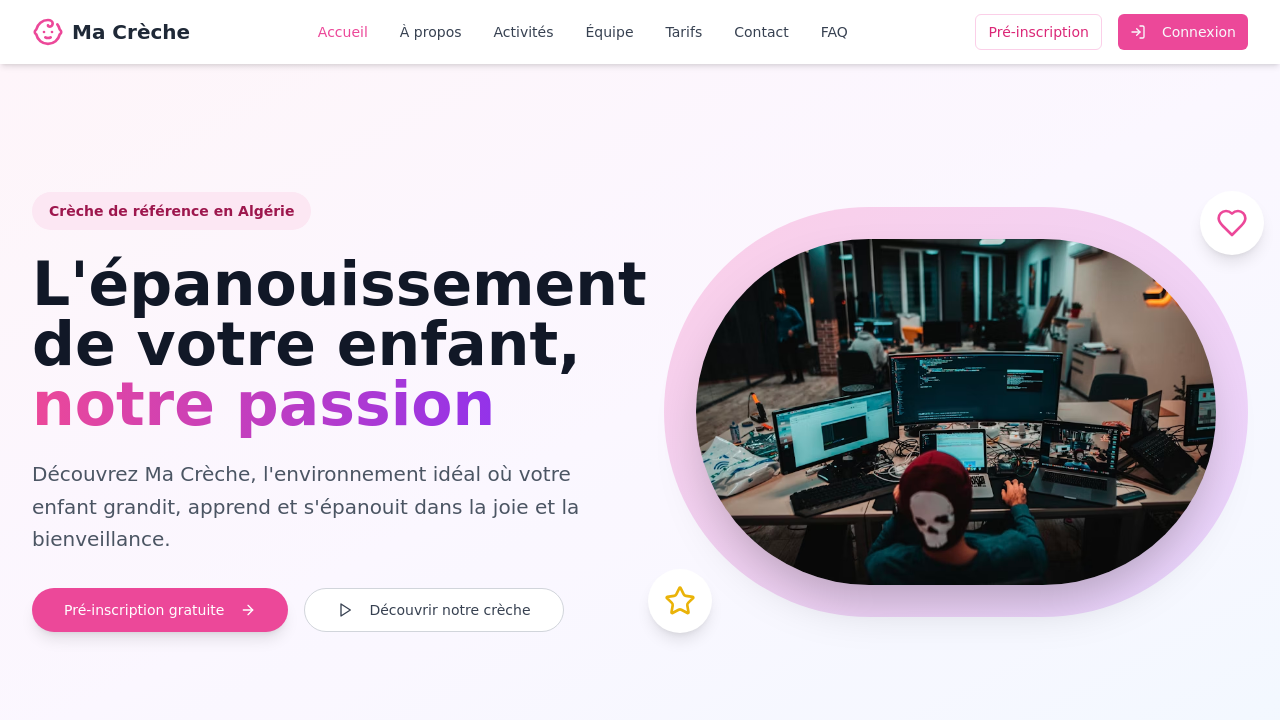 Ma Crèche
Accueil
À propos
Activités
Équipe
Tarifs
Contact
FAQ
Pré-inscription
Connexion
Crèche de référence en Algérie
L'épanouissement
de votre enfant,
notre passion
Découvrez Ma Crèche, l'environnement idéal où votre
enfant grandit, apprend et s'épanouit dans la joie et la
bienveillance.
Pré-inscription gratuite
Découvrir notre crèche